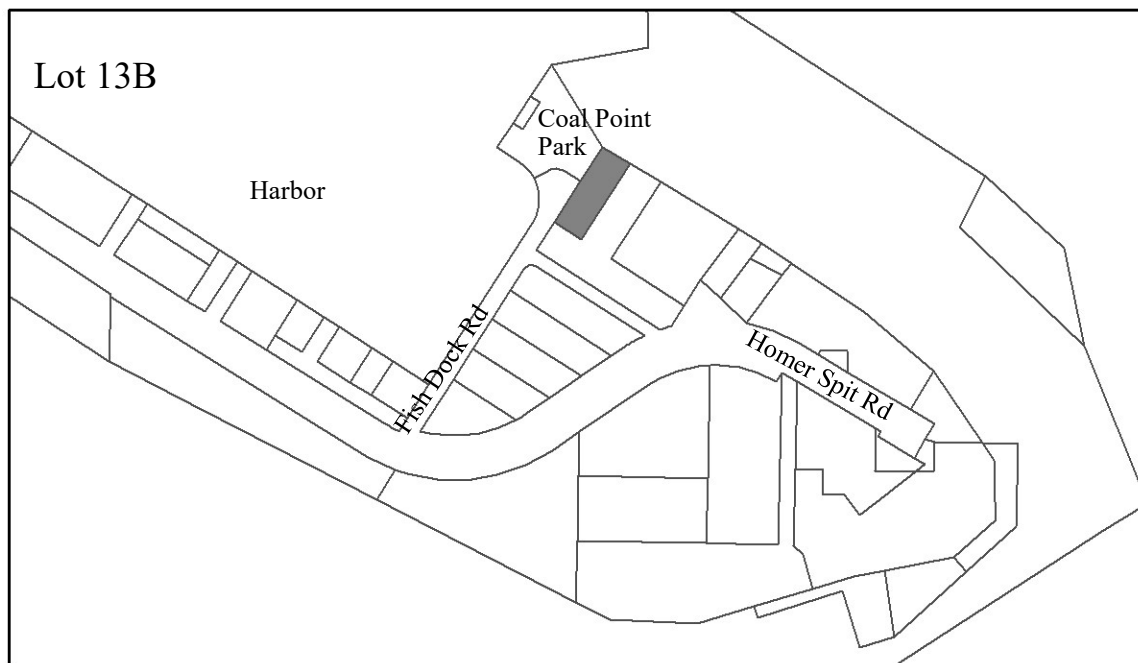 Lot 13B
Coal Point
Park
Harbor
Fish Dock Rd
Homer Spit Rd